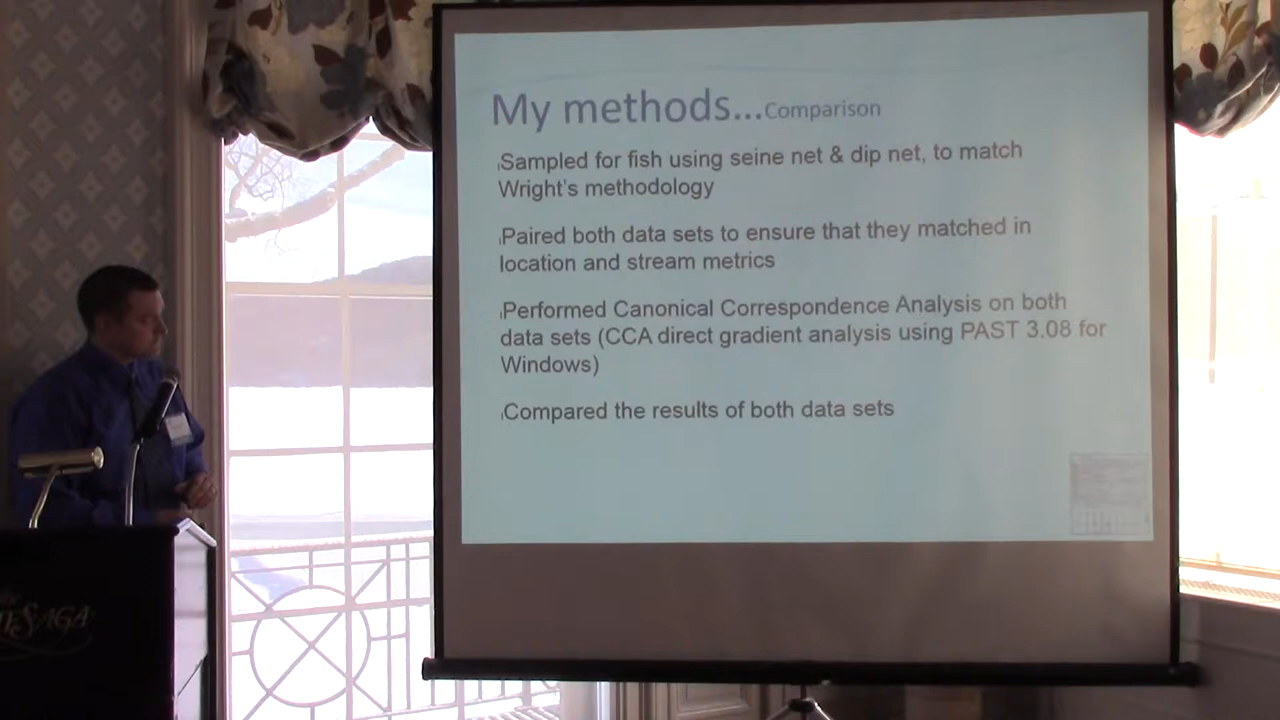 My methods...Comparison
Sampled for fish using seine net & dip net, to match
Wright's methodology
Paired both data sets to ensure that they matched in
location and stream metrics
Performed Canonical Correspondence Analysis on both
data sets (CCA direct gradient analysis using PAST 3.08 for
Windows)
Compared the results of both data sets